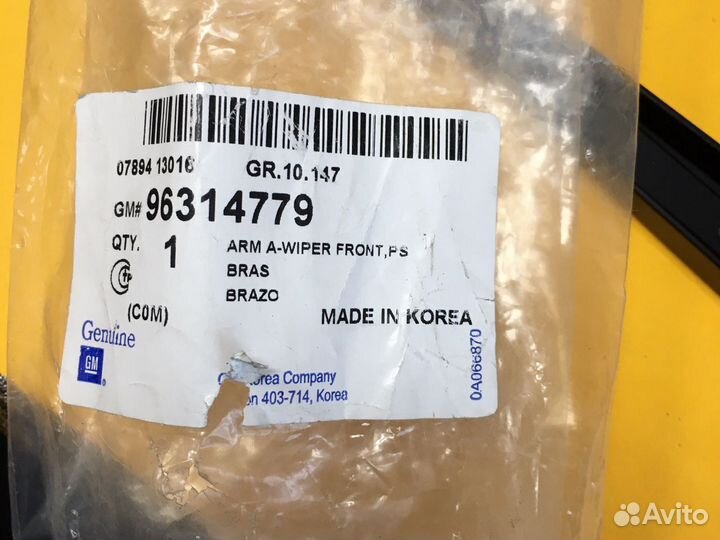 07894 13016 GR.10.147
GM# 96314779
QTY. 1 ARM A-WIPER FRONT,PS
BRAS
BRAZO
(COM) MADE IN KOREA
Genuine
GM
Korea Company
403-714, Korea
0A066870
Avito